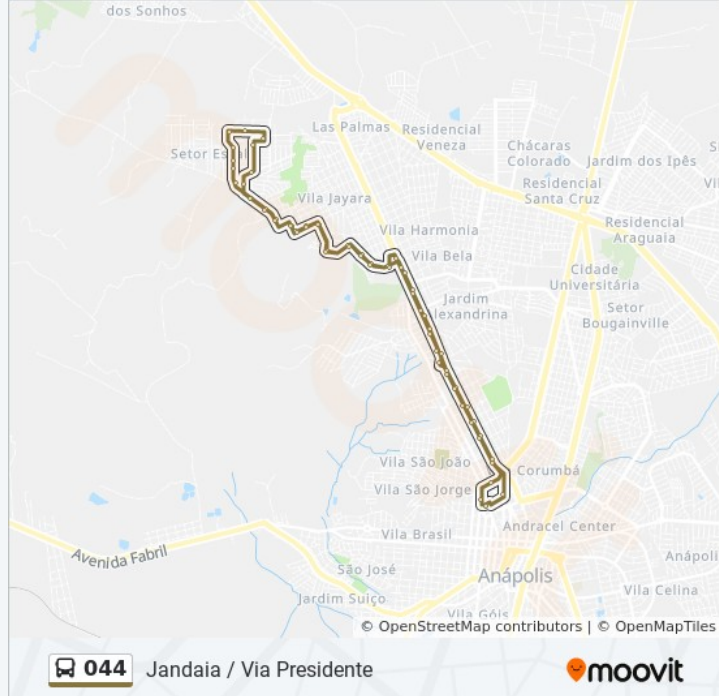 dos Sonhos
Las Palmas
Residencial
Veneza
Chácaras
Colorado
Jardim dos Ipês
Setor Es
Residencial
Santa Cruz
Vila Jayara
Residencial
Araguaia
Vila Harmonia
Vila Bela
Cidade
Universitária
Jardim
Alexandrina
Setor
Bougainville
Vila São João
Corumbá
Vila São Jorge
Andracel Center
Vila Brasil
Avenida Fabril
Anápoli
São José
Anápolis
Vila Celina
Jardim Suiço
Vila Góis
© OpenStreetMap contributors | © OpenMapTiles
044 Jandaia / Via Presidente
moovit